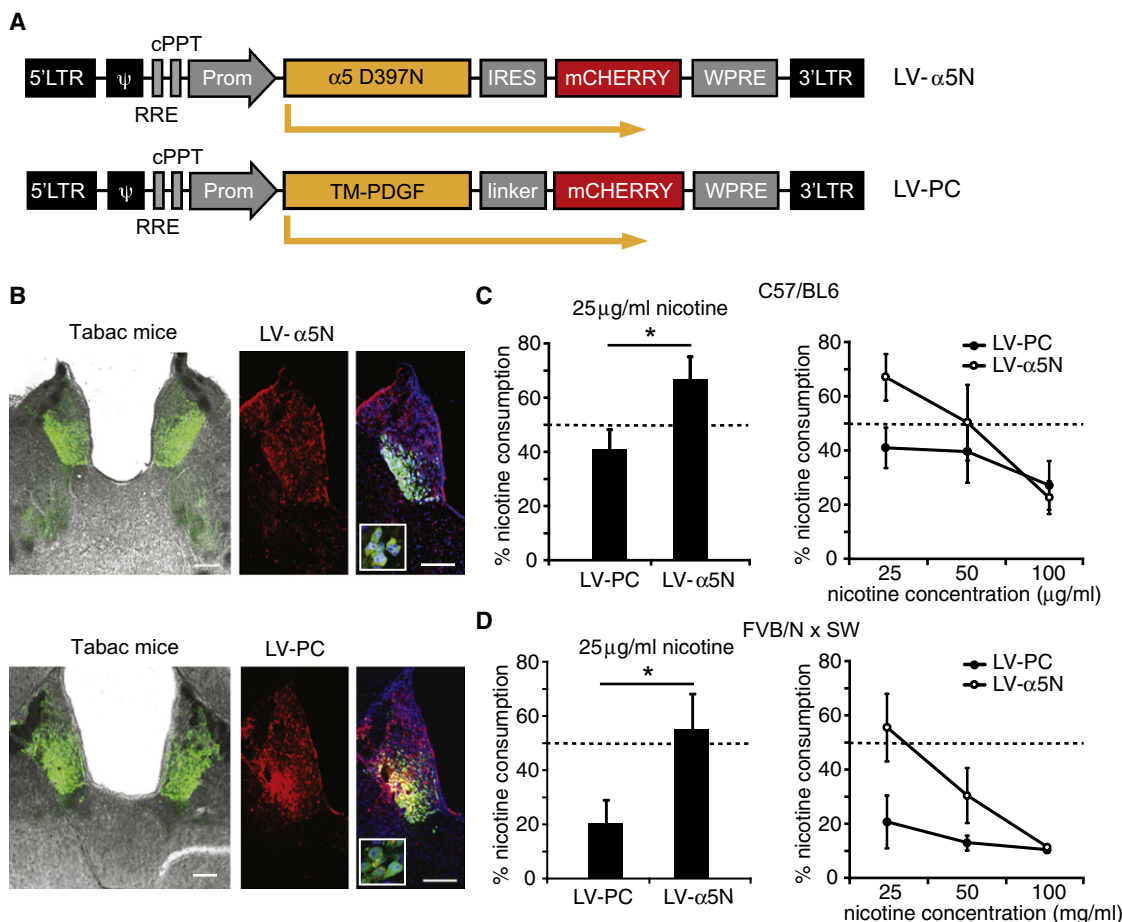 A
cPPT
5'LTR ψ Prom α5 D397N IRES mCHERRY WPRE 3'LTR LV-α5N
RRE
cPPT
5'LTR ψ Prom TM-PDGF linker mCHERRY WPRE 3'LTR LV-PC
RRE
B
Tabac mice LV-α5N
Tabac mice LV-PC
C
C57/BL6
25μg/ml nicotine
*
% nicotine consumption
80
60
40
20
0
LV-PC LV-α5N
LV-PC
LV-α5N
% nicotine consumption
80
60
40
20
0
25 50 100
nicotine concentration (μg/ml)
D
FVB/N x SW
25μg/ml nicotine
*
% nicotine consumption
80
60
40
20
0
LV-PC LV-α5N
LV-PC
LV-α5N
% nicotine consumption
80
60
40
20
0
25 50 100
nicotine concentration (mg/ml)